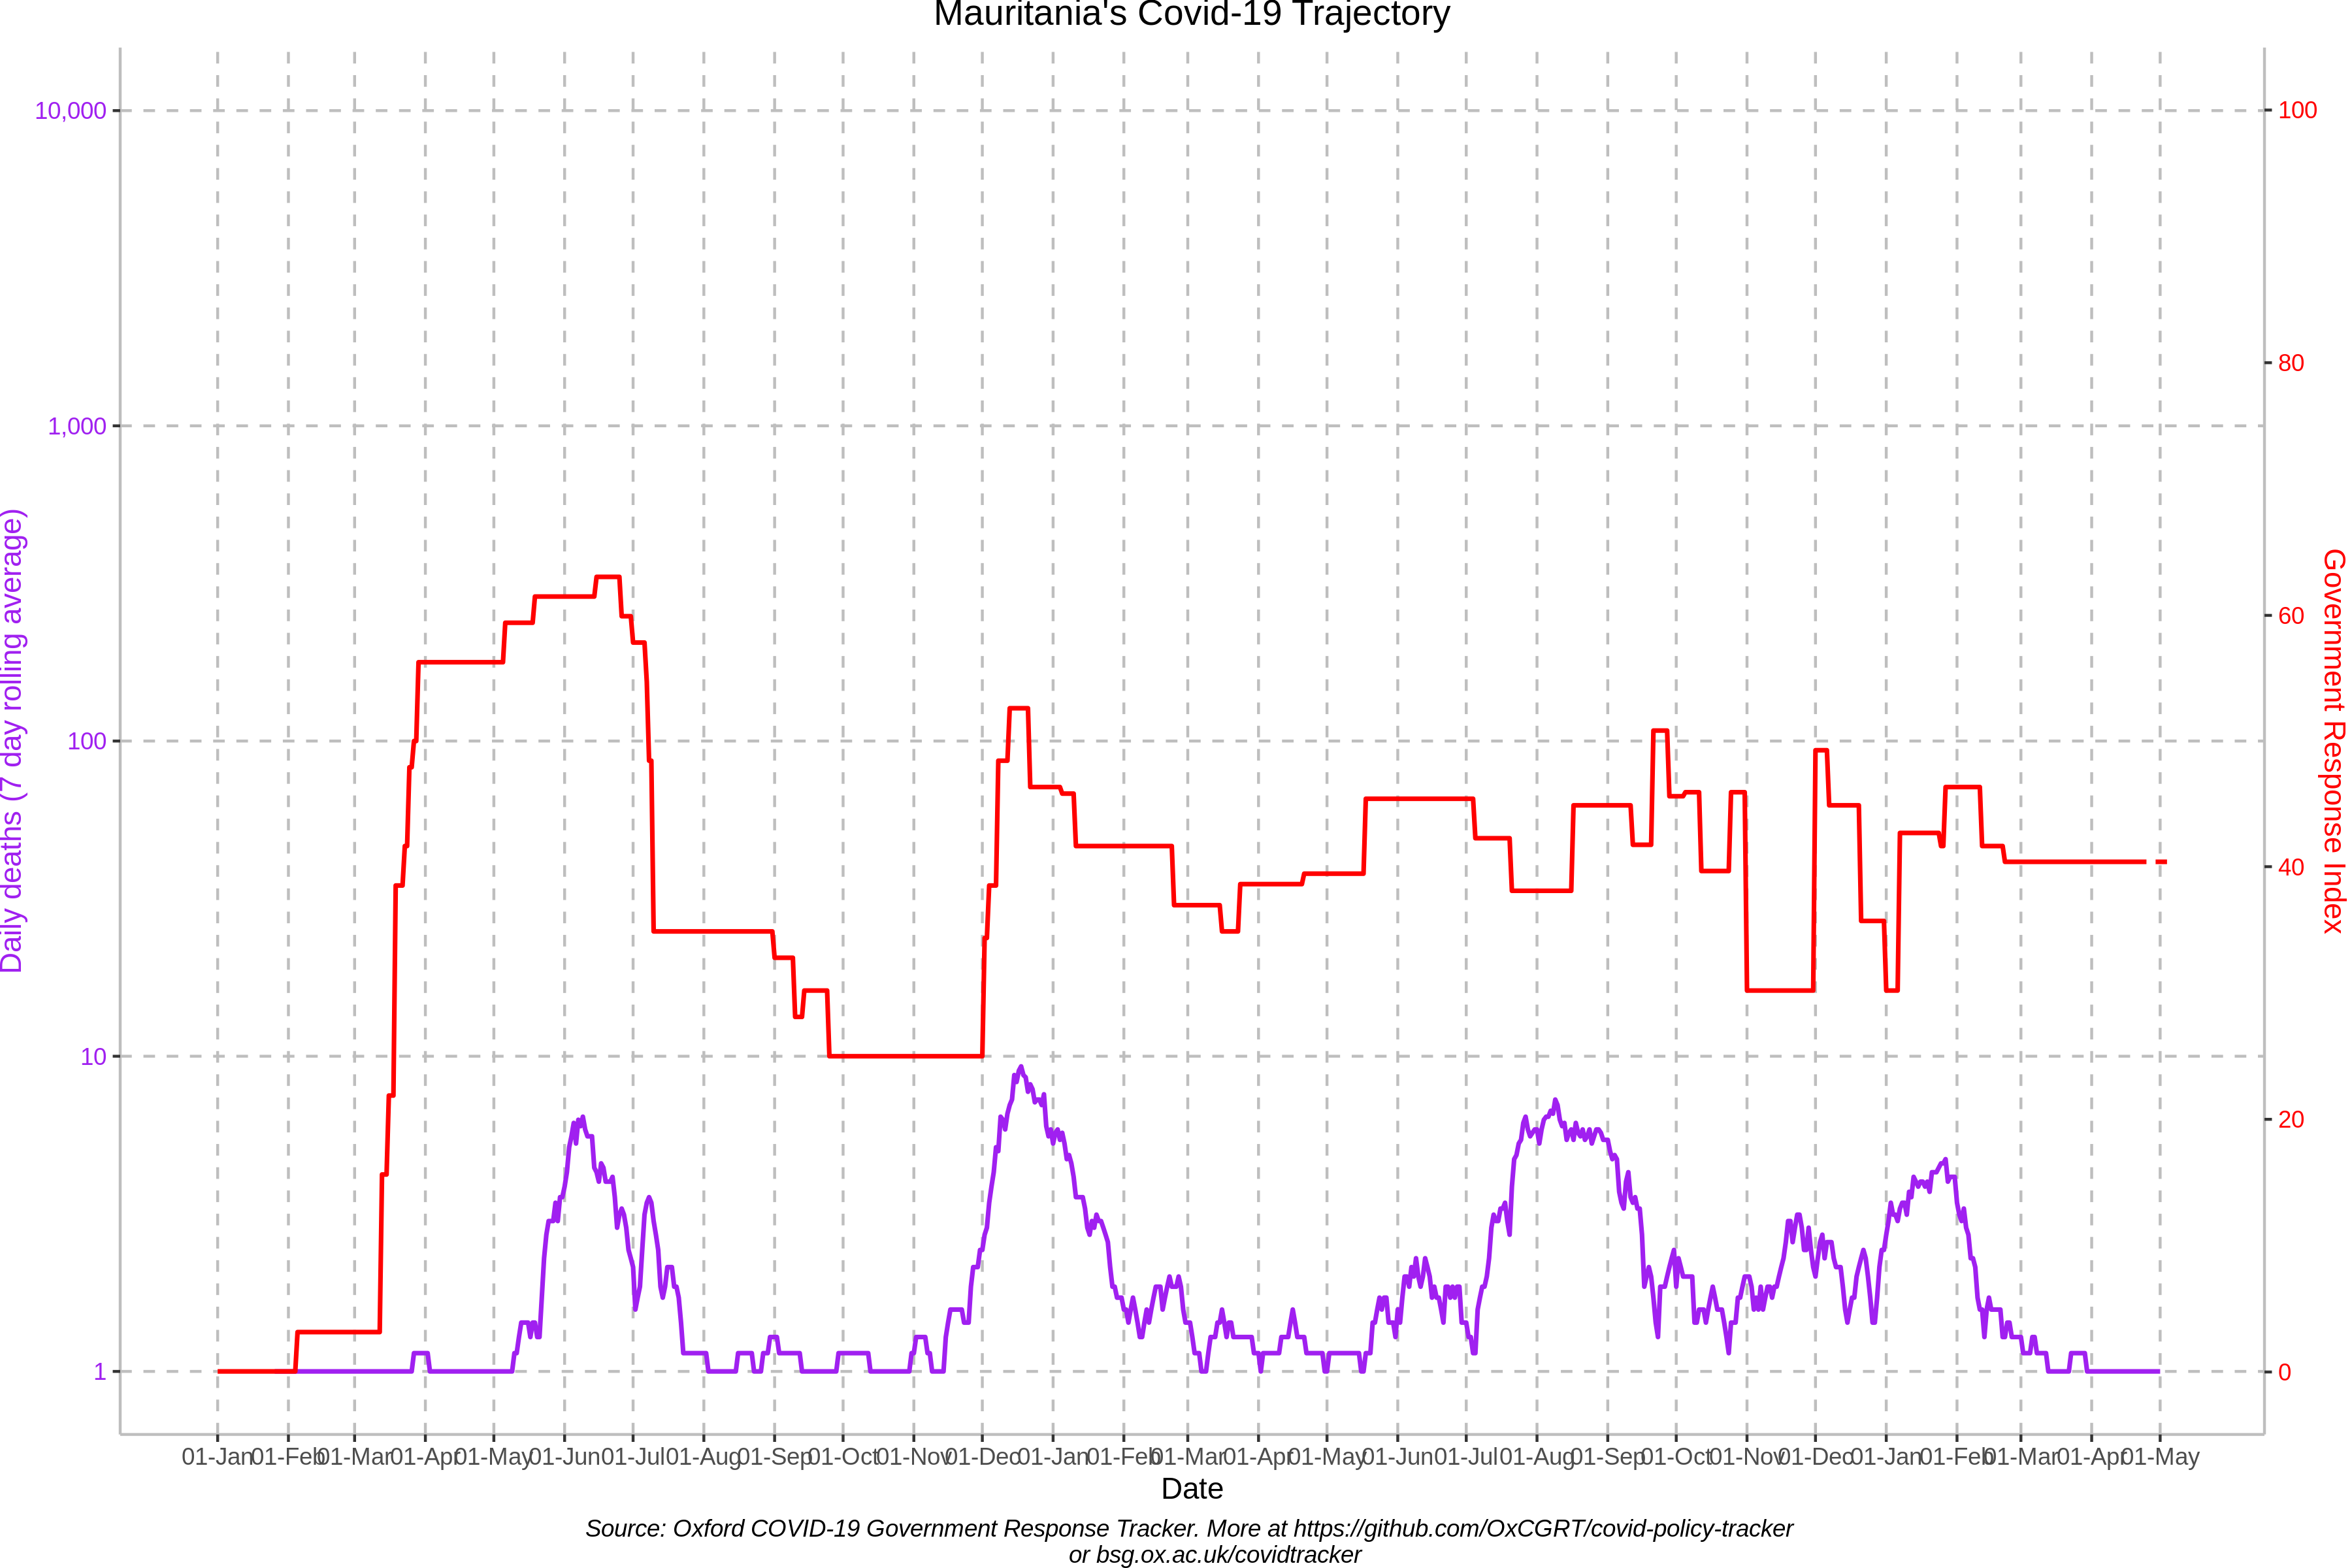 Mauritania's Covid-19 Trajectory
10,000
1,000
100
10
1
Daily deaths (7 day rolling average)
100
80
60
40
20
0
Government Response Index
01-Jan 01-Feb 01-Mar 01-Apr 01-May 01-Jun 01-Jul 01-Aug 01-Sep 01-Oct 01-Nov 01-Dec 01-Jan 01-Feb 01-Mar 01-Apr 01-May 01-Jun 01-Jul 01-Aug 01-Sep 01-Oct 01-Nov 01-Dec 01-Jan 01-Feb 01-Mar 01-Apr 01-May
Date
Source: Oxford COVID-19 Government Response Tracker. More at https://github.com/OxCGRT/covid-policy-tracker
or bsg.ox.ac.uk/covidtracker